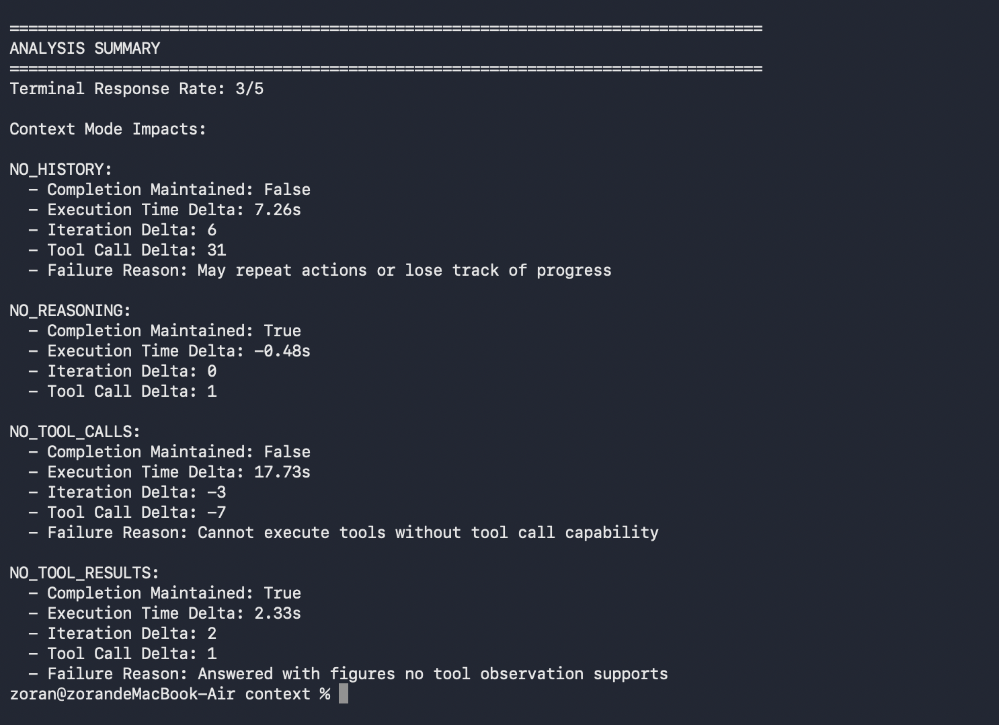 ================================================================================
ANALYSIS SUMMARY
================================================================================
Terminal Response Rate: 3/5
Context Mode Impacts:
NO_HISTORY:
– Completion Maintained: False
– Execution Time Delta: 7.26s
– Iteration Delta: 6
– Tool Call Delta: 31
– Failure Reason: May repeat actions or lose track of progress
NO_REASONING:
– Completion Maintained: True
– Execution Time Delta: -0.48s
– Iteration Delta: 0
– Tool Call Delta: 1
NO_TOOL_CALLS:
– Completion Maintained: False
– Execution Time Delta: 17.73s
– Iteration Delta: -3
– Tool Call Delta: -7
– Failure Reason: Cannot execute tools without tool call capability
NO_TOOL_RESULTS:
– Completion Maintained: True
– Execution Time Delta: 2.33s
– Iteration Delta: 2
– Tool Call Delta: 1
– Failure Reason: Answered with figures no tool observation supports
zoran@zorandeMacBook-Air context %